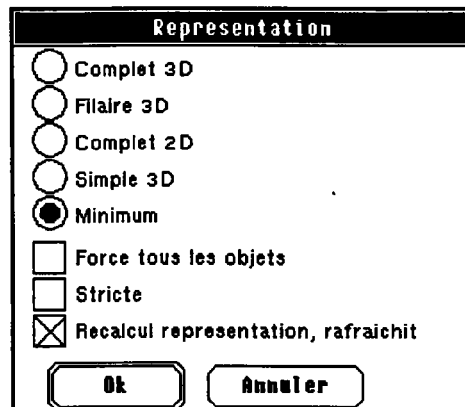 Representation
Complet 3D
Filaire 3D
Complet 2D
Simple 3D
Minimum
Force tous les objets
Stricte
Recalcul representation, rafraichit
Ok Annuler